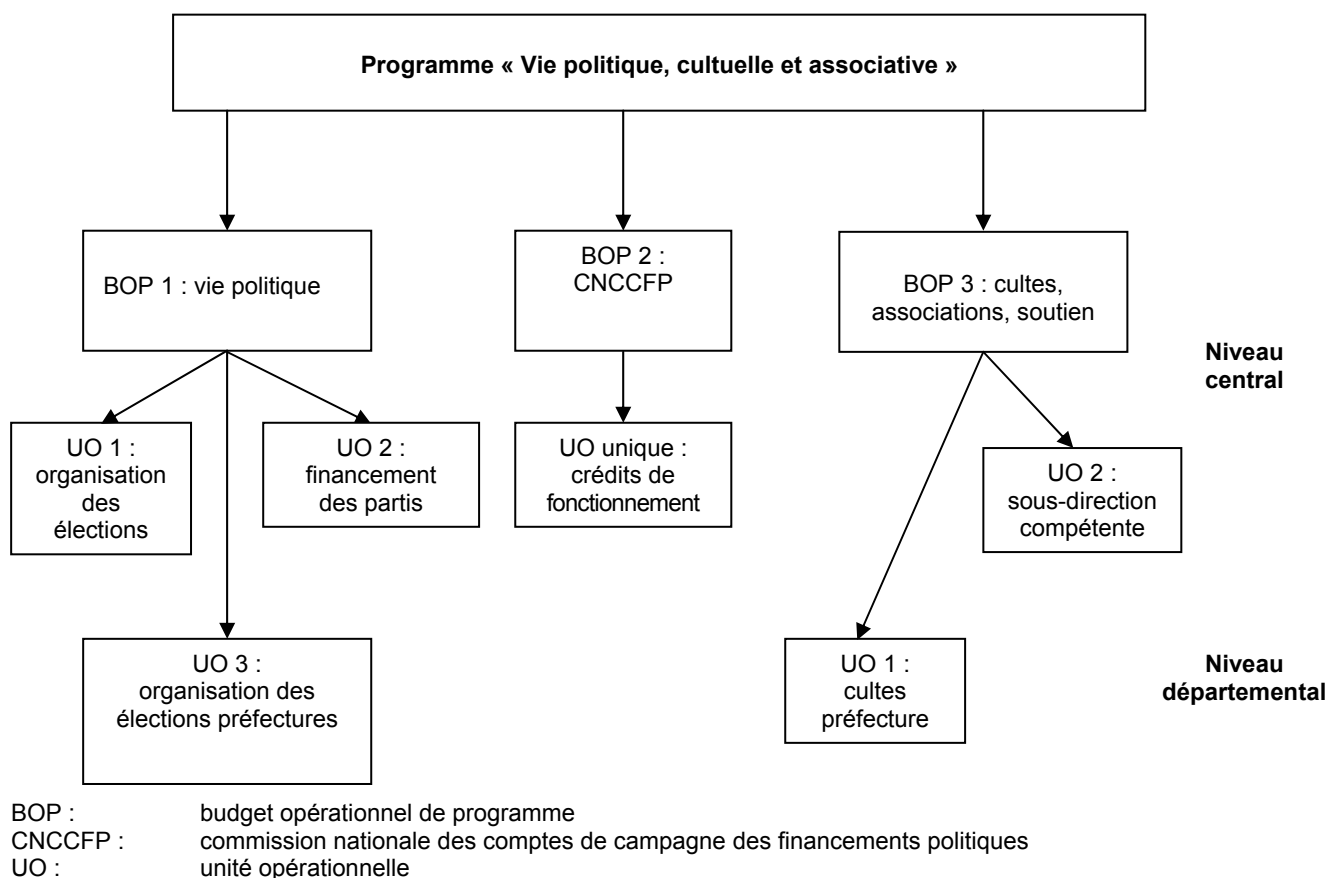 Programme « Vie politique, cultuelle et associative »
BOP 1 : vie politique
BOP 2 :
CNCCFP
BOP 3 : cultes,
associations, soutien
Niveau
central
UO 1 :
organisation
des
élections
UO 2 :
financement
des partis
UO unique :
crédits de
fonctionnement
UO 2 :
sous-direction
compétente
UO 3 :
organisation des
élections préfectures
UO 1 :
cultes
préfecture
Niveau
départemental
BOP : budget opérationnel de programme
CNCCFP : commission nationale des comptes de campagne des financements politiques
UO : unité opérationnelle